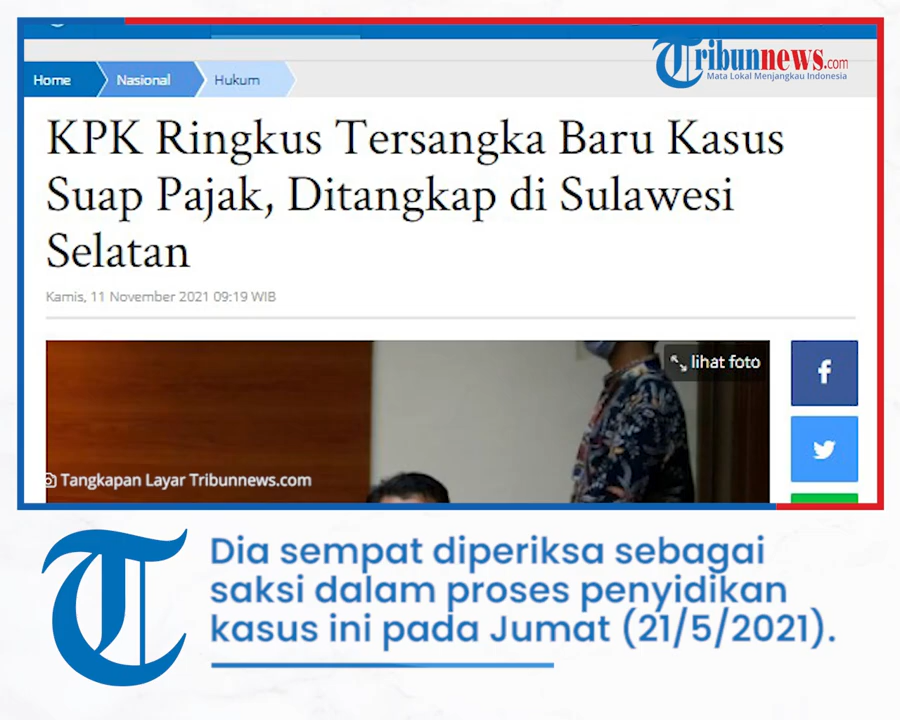 Tribunnews.com
Mata Lokal Menjangkau Indonesia
Home Nasional Hukum
KPK Ringkus Tersangka Baru Kasus
Suap Pajak, Ditangkap di Sulawesi
Selatan
Kamis, 11 November 2021 09:19 WIB
lihat foto
f
Tangkapan Layar Tribunnews.com
T
Dia sempat diperiksa sebagai
saksi dalam proses penyidikan
kasus ini pada Jumat (21/5/2021).